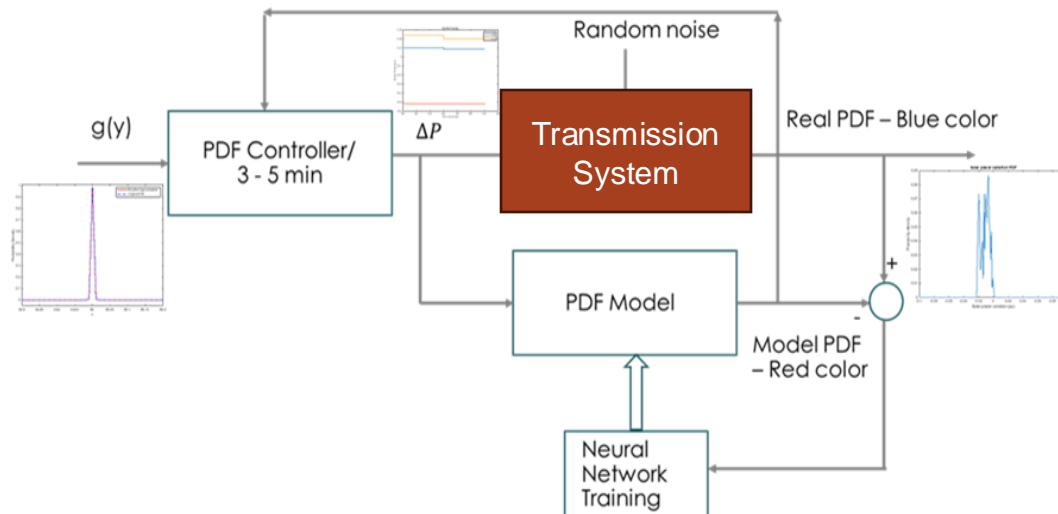 Random noise
g(y)
PDF Controller/
3 - 5 min
ΔP
Transmission
System
Real PDF – Blue color
PDF Model
+
-
Model PDF
– Red color
Neural
Network
Training